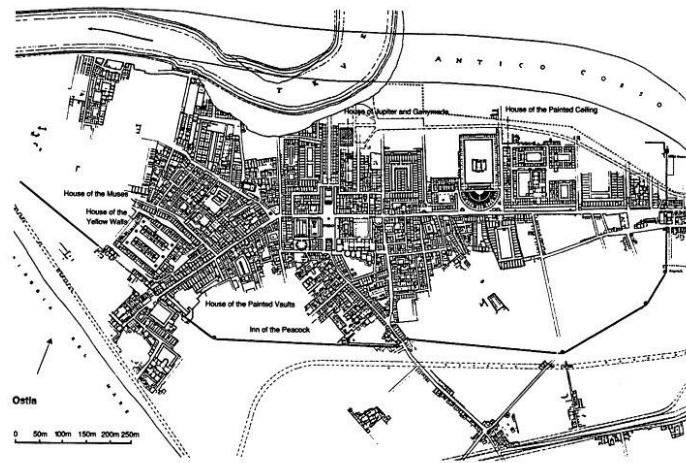 TEVERE
ANTICO CORSO
House of Jupiter and Ganymede
House of the Painted Ceiling
House of the Muses
House of the
Yellow Walls
House of the Painted Vaults
Inn of the Peacock
Ostia
0 50m 100m 150m 200m 250m